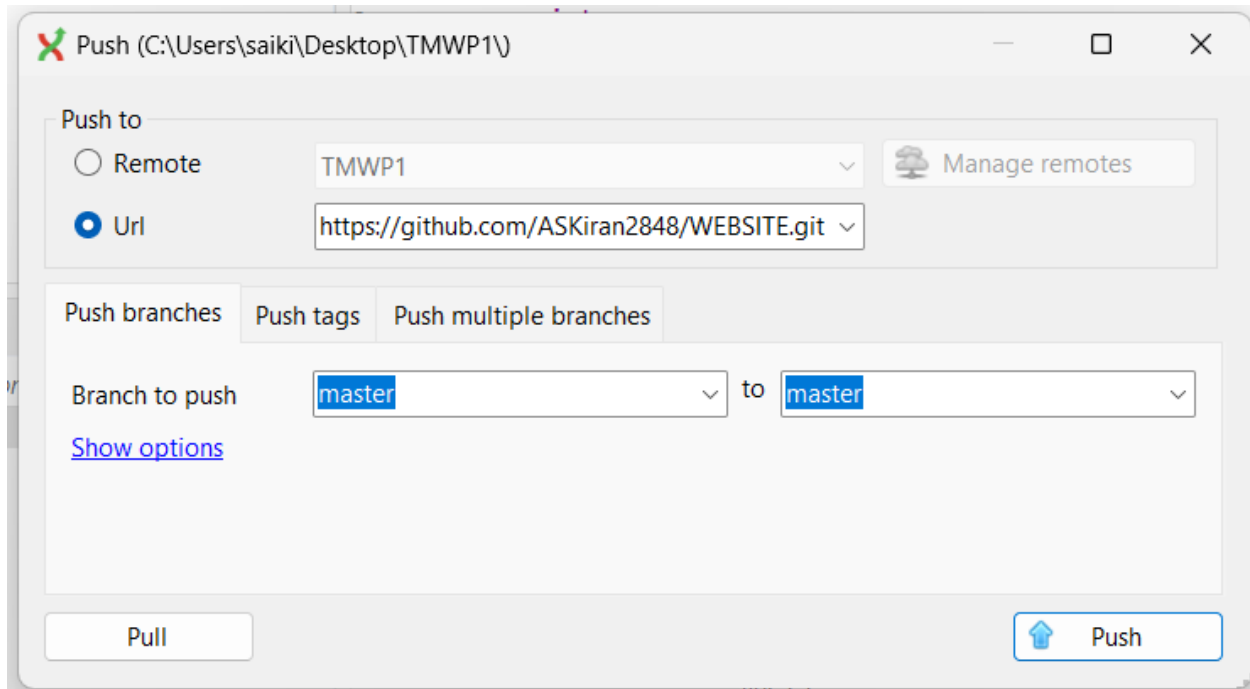 Push (C:\Users\saiki\Desktop\TMWP1\)
Push to
Remote TMWP1 Manage remotes
Url https://github.com/ASKiran2848/WEBSITE.git
Push branches Push tags Push multiple branches
Branch to push master to master
Show options
Pull Push